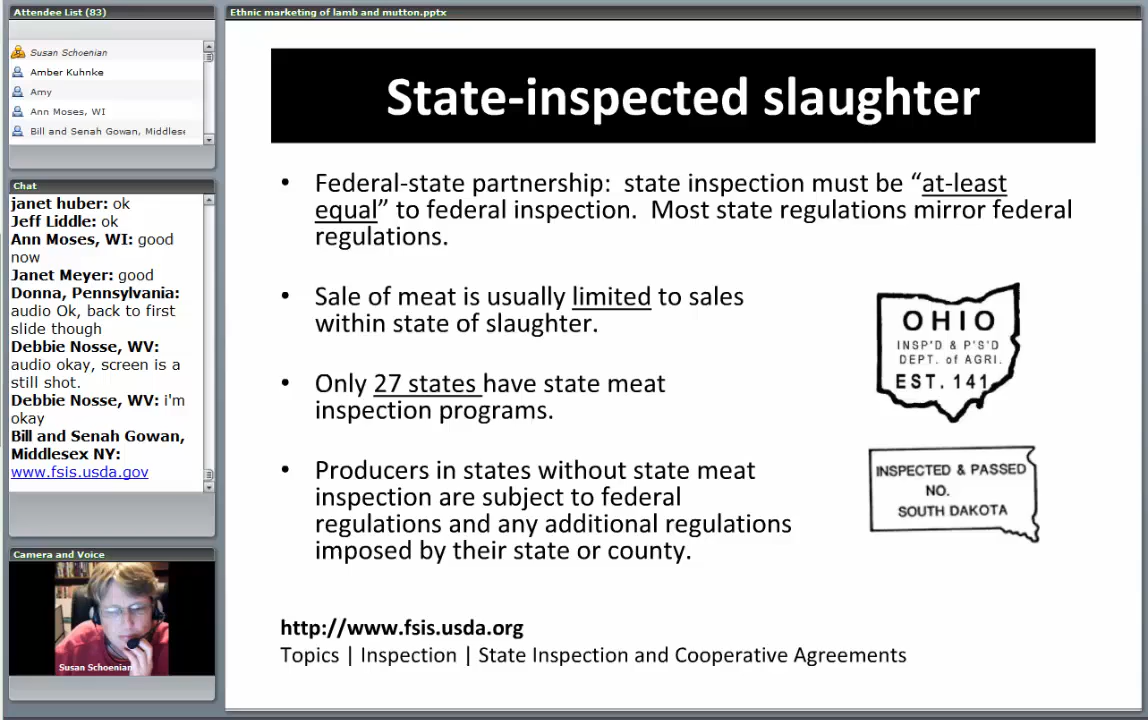 Attendee List (83)
Susan Schoenian
Amber Kuhnke
Amy
Ann Moses, WI
Bill and Senah Gowan, Middlese
Chat
janet huber: ok
Jeff Liddle: ok
Ann Moses, WI: good
now
Janet Meyer: good
Donna, Pennsylvania:
audio Ok, back to first
slide though
Debbie Nosse, WV:
audio okay, screen is a
still shot.
Debbie Nosse, WV: i'm
okay
Bill and Senah Gowan,
Middlesex NY:
www.fsis.usda.gov
Camera and Voice
Susan Schoenian
Ethnic marketing of lamb and mutton.pptx
State-inspected slaughter
• Federal-state partnership: state inspection must be “at-least
equal” to federal inspection. Most state regulations mirror federal
regulations.
• Sale of meat is usually limited to sales
within state of slaughter.
• Only 27 states have state meat
inspection programs.
• Producers in states without state meat
inspection are subject to federal
regulations and any additional regulations
imposed by their state or county.
OHIO
INSP'D & P'S'D
DEPT. of AGRI.
EST. 141
INSPECTED & PASSED
NO.
SOUTH DAKOTA
http://www.fsis.usda.org
Topics | Inspection | State Inspection and Cooperative Agreements